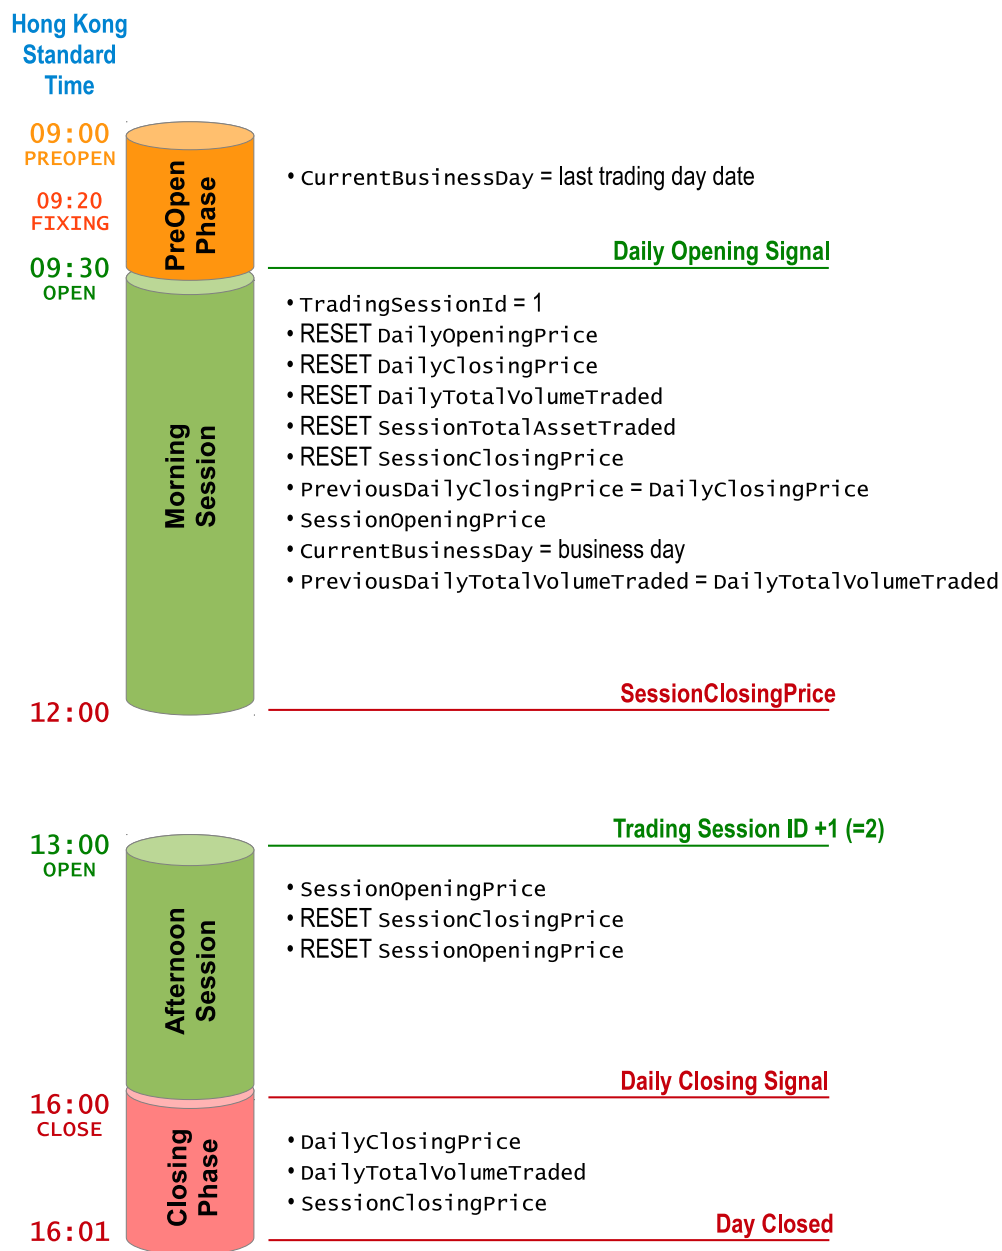 Hong Kong
Standard
Time
09:00
PREOPEN
09:20
FIXING
PreOpen
Phase
• CurrentBusinessDay = last trading day date
Daily Opening Signal
09:30
OPEN
Morning
Session
• TradingSessionId = 1
• RESET DailyOpeningPrice
• RESET DailyClosingPrice
• RESET DailyTotalVolumeTraded
• RESET SessionTotalAssetTraded
• RESET SessionClosingPrice
• PreviousDailyClosingPrice = DailyClosingPrice
• SessionOpeningPrice
• CurrentBusinessDay = business day
• PreviousDailyTotalVolumeTraded = DailyTotalVolumeTraded
SessionClosingPrice
12:00
Trading Session ID +1 (=2)
13:00
OPEN
Afternoon
Session
• SessionOpeningPrice
• RESET SessionClosingPrice
• RESET SessionOpeningPrice
Daily Closing Signal
16:00
CLOSE
Closing
Phase
• DailyClosingPrice
• DailyTotalVolumeTraded
• SessionClosingPrice
Day Closed
16:01